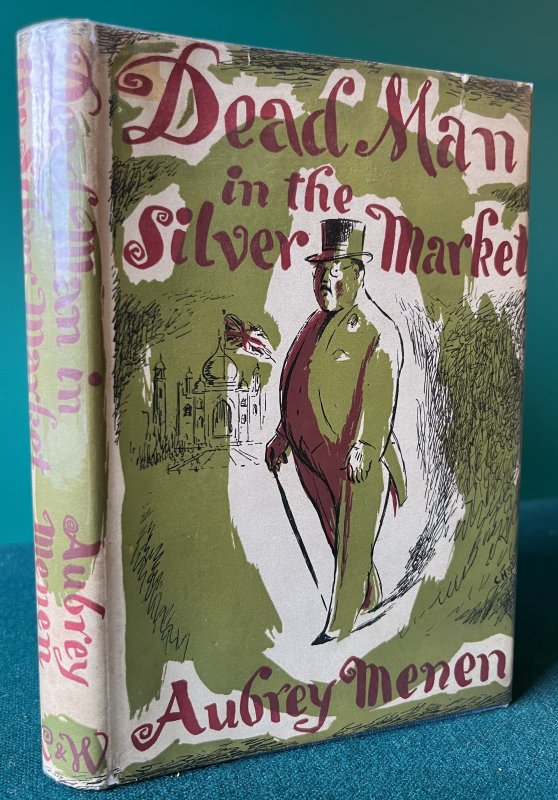 Dead Man
in the
Silver Market
Aubrey Menen
Dead Man in
the Silver Market
Aubrey
Menen
& W